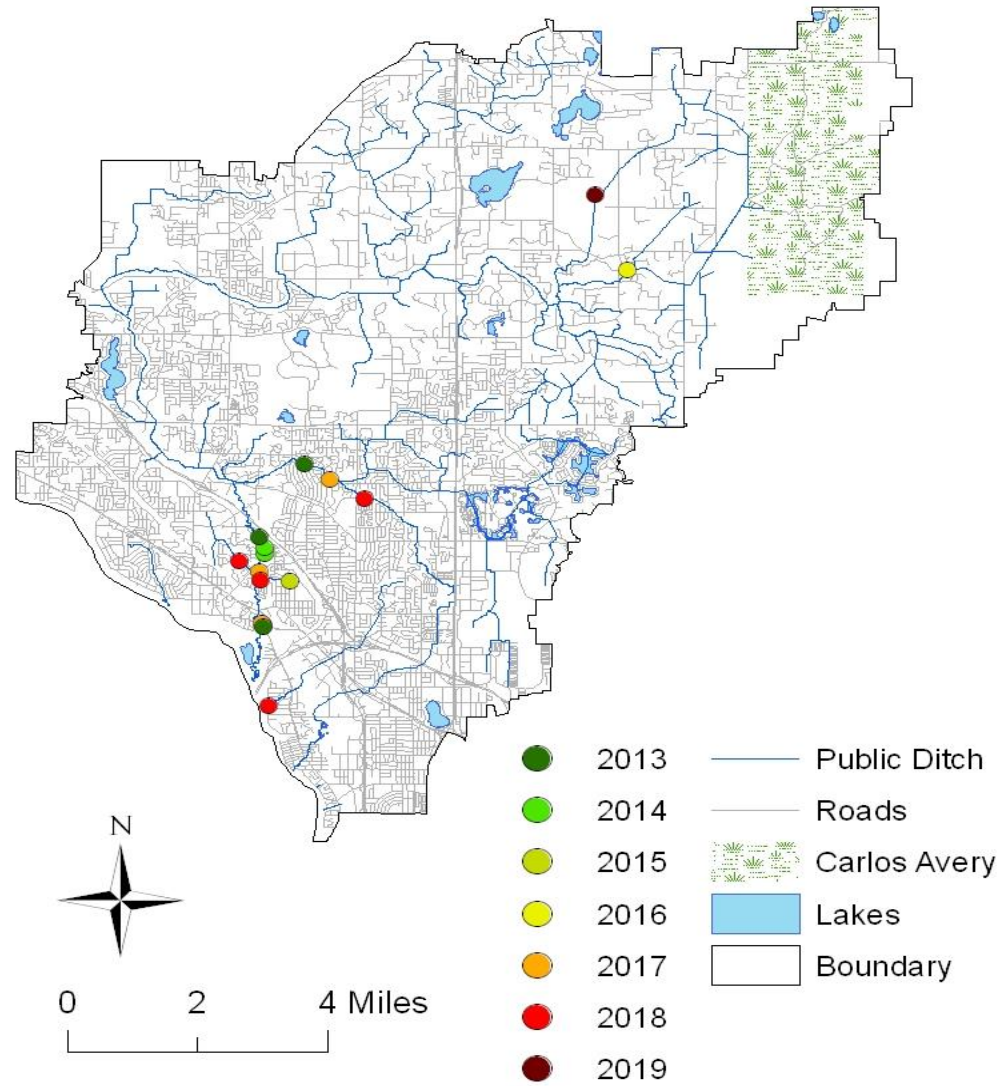 2013 Public Ditch
2014 Roads
2015 Carlos Avery
2016 Lakes
2017 Boundary
2018
2019
N
0 2 4 Miles